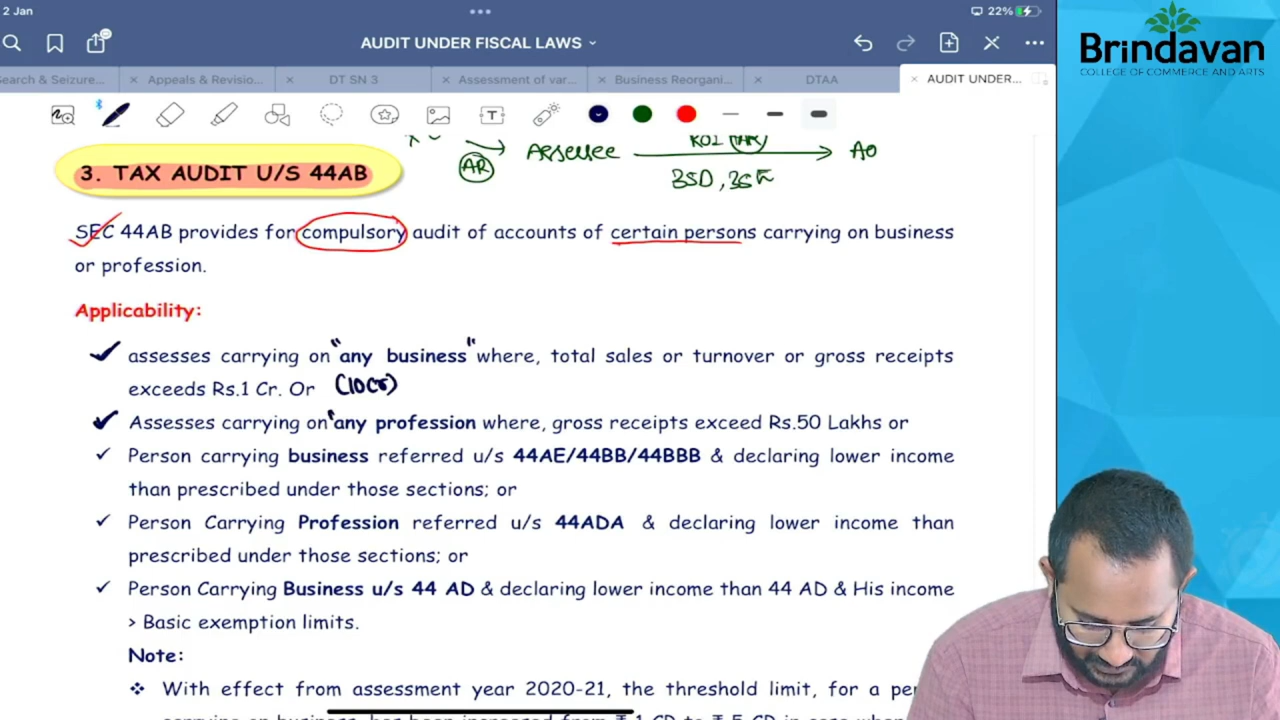 2 Jan
22%
AUDIT UNDER FISCAL LAWS
Brindavan
COLLEGE OF COMMERCE AND ARTS
earch & Seizure... Appeals & Revisio... DT SN 3 Assessment of var... Business Reorgani... DTAA AUDIT UNDER...
3. TAX AUDIT U/S 44AB
AR Assessee ROI AO
35D, 35E
SEC 44AB provides for compulsory audit of accounts of certain persons carrying on business
or profession.
Applicability:
assesses carrying on "any business" where, total sales or turnover or gross receipts
exceeds Rs.1 Cr. Or (10cr)
Assesses carrying on "any profession where, gross receipts exceed Rs.50 Lakhs or
Person carrying business referred u/s 44AE/44BB/44BBB & declaring lower income
than prescribed under those sections; or
Person Carrying Profession referred u/s 44ADA & declaring lower income than
prescribed under those sections; or
Person Carrying Business u/s 44 AD & declaring lower income than 44 AD & His income
> Basic exemption limits.
Note:
With effect from assessment year 2020-21, the threshold limit, for a pe